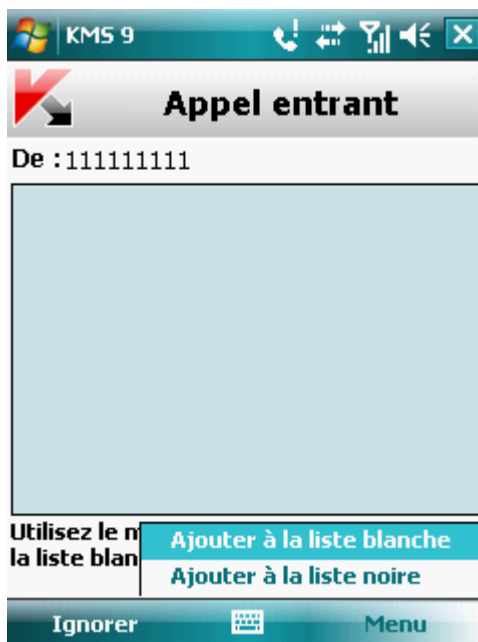 KMS 9
Appel entrant
De : 111111111
Utilisez le
la liste blan
Ajouter à la liste blanche
Ajouter à la liste noire
Ignorer
Menu